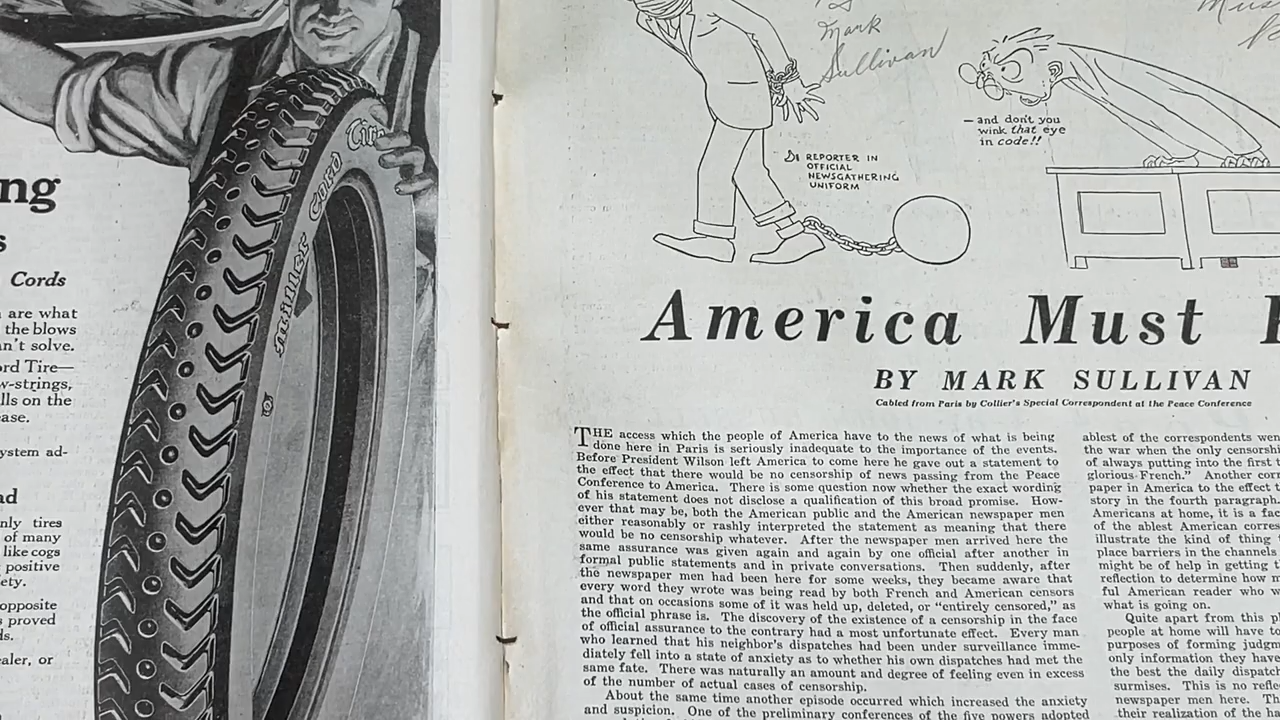 ng
s
Cords
are what
the blows
n't solve.
ord Tire—
w-strings,
lls on the
ease.
ystem ad-
nd
nly tires
of many
like cogs
positive
ety.
opposite
s proved
ds.
ealer, or
Miller Cord Tire
Mark
Sullivan
Mus
REPORTER IN
OFFICIAL
NEWSGATHERING
UNIFORM
— and don't you
wink that eye
in code!!
America Must
BY MARK SULLIVAN
Cabled from Paris by Collier's Special Correspondent at the Peace Conference
THE access which the people of America have to the news of what is being
done here in Paris is seriously inadequate to the importance of the events.
Before President Wilson left America to come here he gave out a statement to
the effect that there would be no censorship of news passing from the Peace
Conference to America. There is some question now whether the exact wording
of his statement does not disclose a qualification of this broad promise. How-
ever that may be, both the American public and the American newspaper men
either reasonably or rashly interpreted the statement as meaning that there
would be no censorship whatever. After the newspaper men arrived here the
same assurance was given again and again by one official after another in
formal public statements and in private conversations. Then suddenly, after
the newspaper men had been here for some weeks, they became aware that
every word they wrote was being read by both French and American censors
and that on occasions some of it was held up, deleted, or "entirely censored," as
the official phrase is. The discovery of the existence of a censorship in the face
of official assurance to the contrary had a most unfortunate effect. Every man
who learned that his neighbor's dispatches had been under surveillance imme-
diately fell into a state of anxiety as to whether his own dispatches had met the
same fate. There was naturally an amount and degree of feeling even in excess
of the number of actual cases of censorship.
About the same time another episode occurred which increased the anxiety
and suspicion. One of the preliminary conferences of the five powers adopted
ablest of the correspondents wer
the war when the only censorshi
of always putting into the first
glorious French." Another cor
paper in America to the effect t
story in the fourth paragraph.
Americans at home, it is a fac
of the ablest American corres
illustrate the kind of thing
place barriers in the channels
might be of help in getting t
reflection to determine how m
ful American reader who w
what is going on.
Quite apart from this p
people at home will have to
purposes of forming judgm
only information they have
the best the daily dispatch
surmises. This is no refle
newspaper men here. Th
their realization of the ha